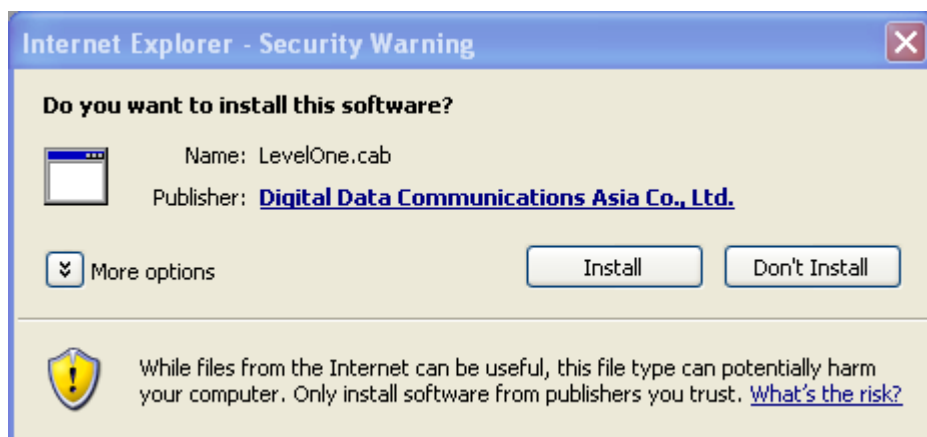 Internet Explorer - Security Warning
Do you want to install this software?
Name: LevelOne.cab
Publisher: Digital Data Communications Asia Co., Ltd.
More options
Install
Don't Install
While files from the Internet can be useful, this file type can potentially harm
your computer. Only install software from publishers you trust. What's the risk?